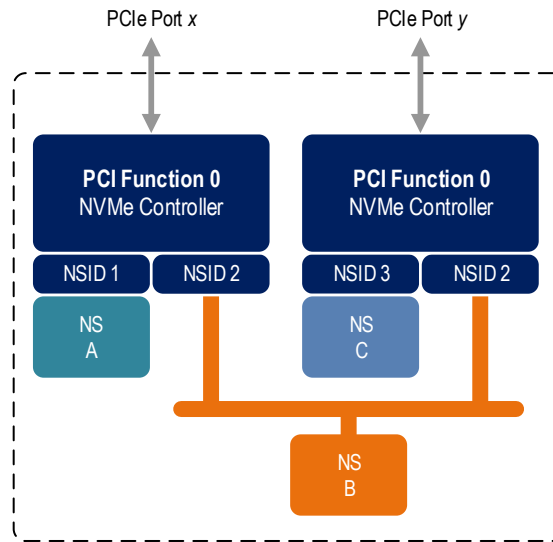 PCIe Port x
PCIe Port y
PCI Function 0
NVMe Controller
PCI Function 0
NVMe Controller
NSID 1
NSID 2
NSID 3
NSID 2
NS
A
NS
C
NS
B